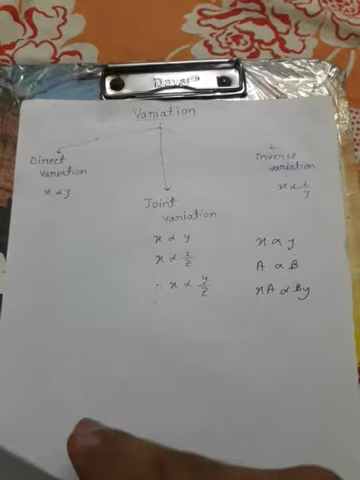 Variation
Direct
variation
x ∝ y
Joint
variation
x ∝ y
x ∝ 1/z
∴ x ∝ y/z
Inverse
variation
x ∝ 1/y
x ∝ y
A ∝ B
xA ∝ By